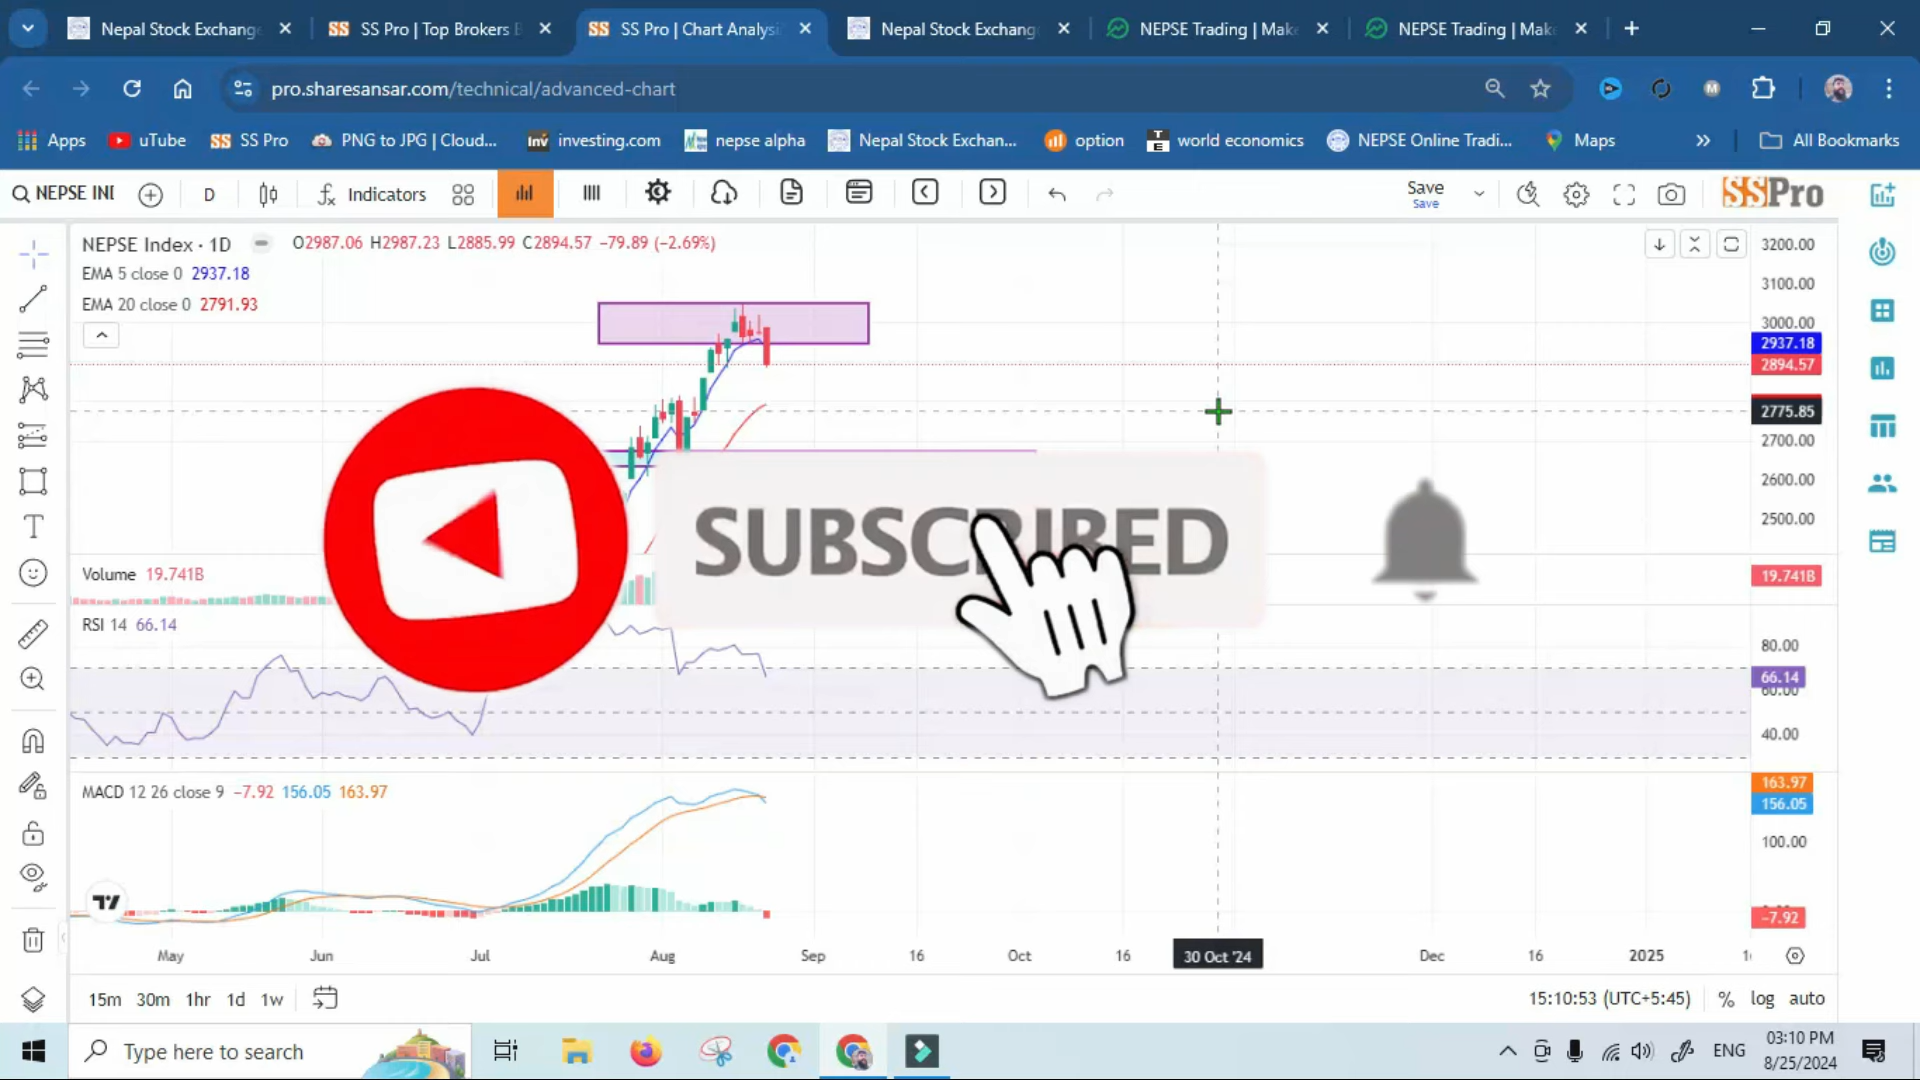 Nepal Stock Exchange
SS Pro | Top Brokers B
SS Pro | Chart Analysis
Nepal Stock Exchang
NEPSE Trading | Make
NEPSE Trading | Mak
pro.sharesansar.com/technical/advanced-chart
M
Apps
uTube
SS Pro
PNG to JPG | Cloud...
Inv investing.com
nepse alpha
Nepal Stock Exchan...
option
T E world economics
NEPSE Online Tradi...
Maps
All Bookmarks
NEPSE INI
D
Indicators
Save
Save
SSPro
NEPSE Index · 1D O2987.06 H2987.23 L2885.99 C2894.57 −79.89 (−2.69%)
EMA 5 close 0 2937.18
EMA 20 close 0 2791.93
3200.00
3100.00
3000.00
2937.18
2894.57
2775.85
2700.00
2600.00
2500.00
SUBSCRIBED
Volume 19.741B
19.741B
RSI 14 66.14
80.00
66.14
60.00
40.00
MACD 12 26 close 9 −7.92 156.05 163.97
163.97
156.05
100.00
−7.92
May Jun Jul Aug Sep 16 Oct 16 30 Oct '24 Dec 16 2025
15m 30m 1hr 1d 1w
15:10:53 (UTC+5:45) % log auto
Type here to search
ENG
03:10 PM
8/25/2024